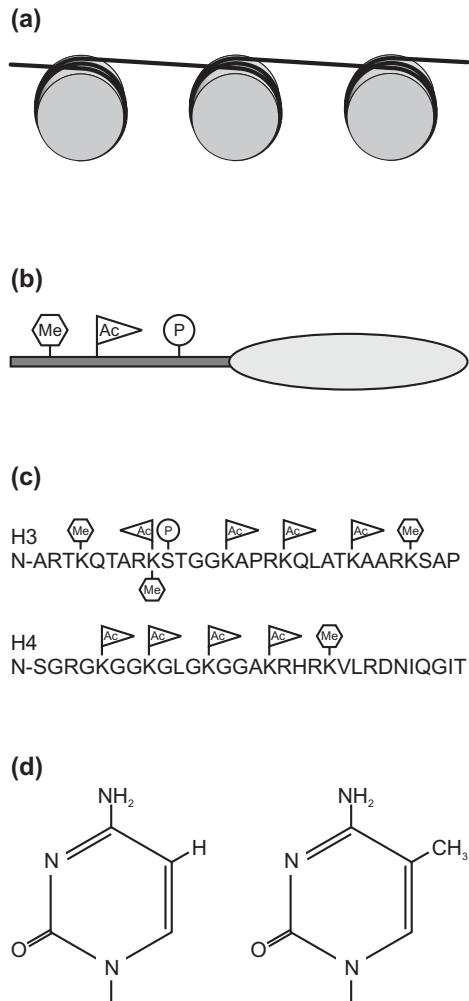 (a)
(b)
Me Ac P
(c)
Me Ac P Ac Ac Ac Me
H3
N-ARTKQTARKSTGGKAPRKQLATKAARKSAP
Me
Ac Ac Ac Ac Me
H4
N-SGRGKGGKGLGKGGAKRHRKVLRDNIQGIT
(d)
NH₂ NH₂
H CH₃
N N
O O
N N